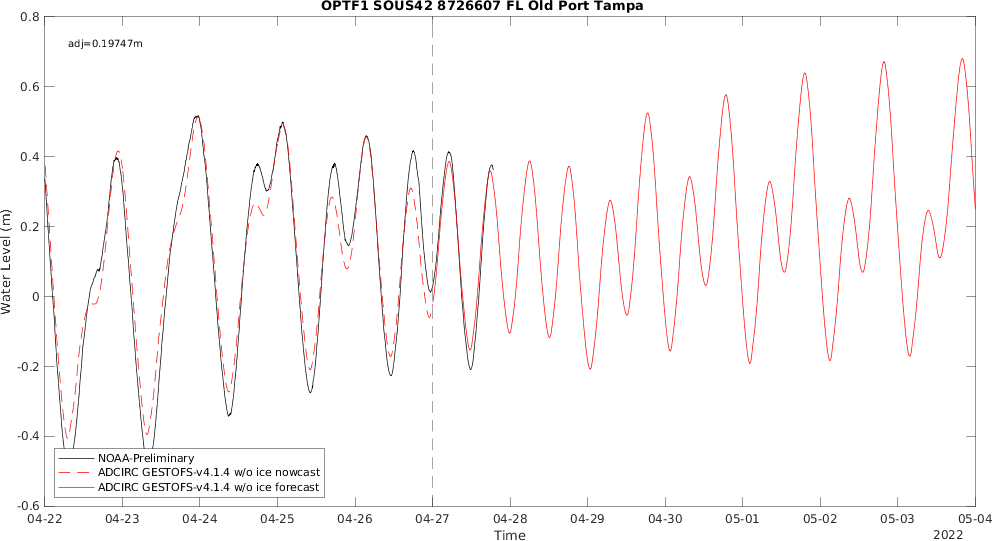 OPTF1 SOUS42 8726607 FL Old Port Tampa
adj=0.19747m
0.8
0.6
0.4
0.2
0
-0.2
-0.4
-0.6
Water Level (m)
NOAA-Preliminary
ADCIRC GESTOFS-v4.1.4 w/o ice nowcast
ADCIRC GESTOFS-v4.1.4 w/o ice forecast
04-22 04-23 04-24 04-25 04-26 04-27 04-28 04-29 04-30 05-01 05-02 05-03 05-04
Time
2022